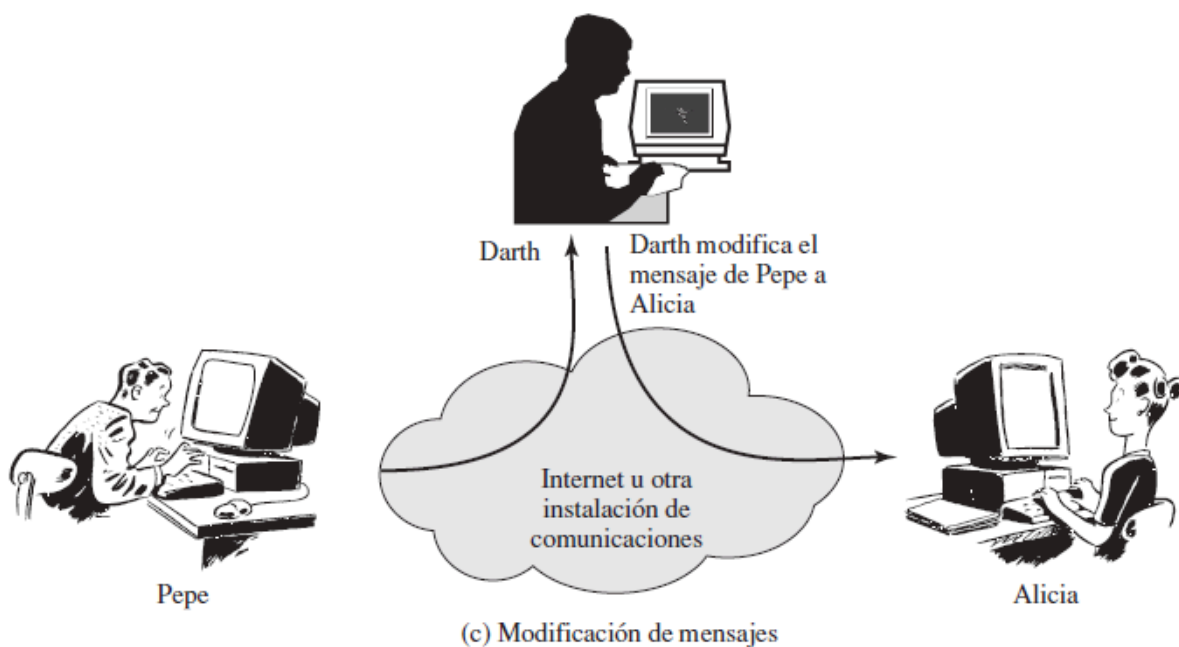 Darth
Darth modifica el
mensaje de Pepe a
Alicia
Internet u otra
instalación de
comunicaciones
Pepe
Alicia
(c) Modificación de mensajes